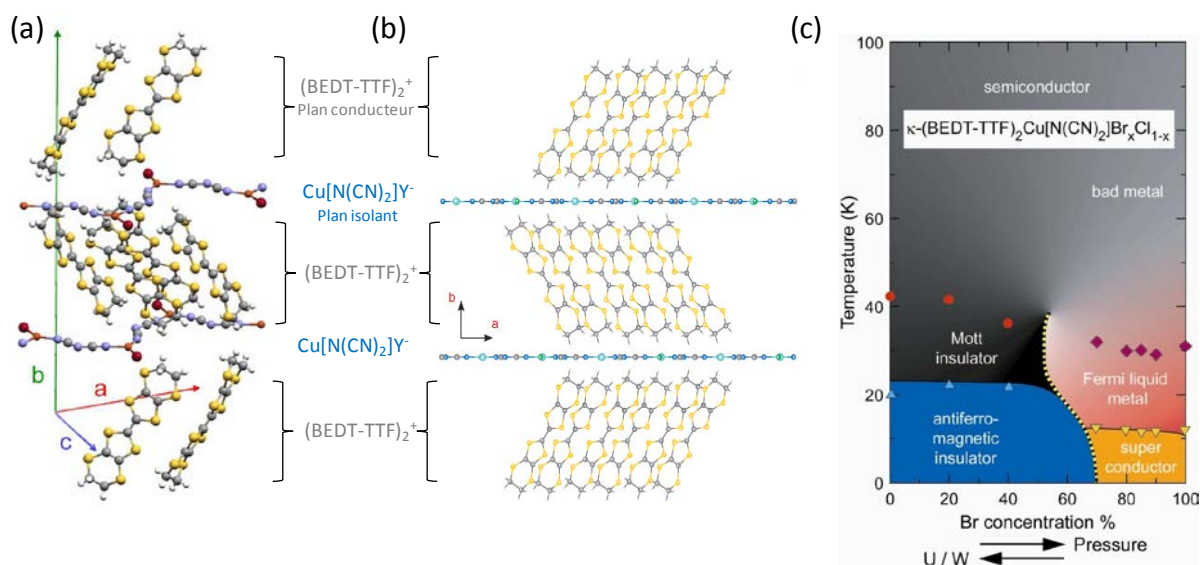 (a)
b
a
c
(b)
(BEDT-TTF)₂⁺
Plan conducteur
Cu[N(CN)₂]Y⁻
Plan isolant
(BEDT-TTF)₂⁺
Cu[N(CN)₂]Y⁻
(BEDT-TTF)₂⁺
b
a
(c)
100
80
60
40
20
0
Temperature (K)
semiconductor
κ-(BEDT-TTF)₂Cu[N(CN)₂]BrₓCl₁₋ₓ
bad metal
Mott
insulator
Fermi liquid
metal
antiferro-
magnetic
insulator
super
conductor
0 20 40 60 80 100
Br concentration %
Pressure
U / W